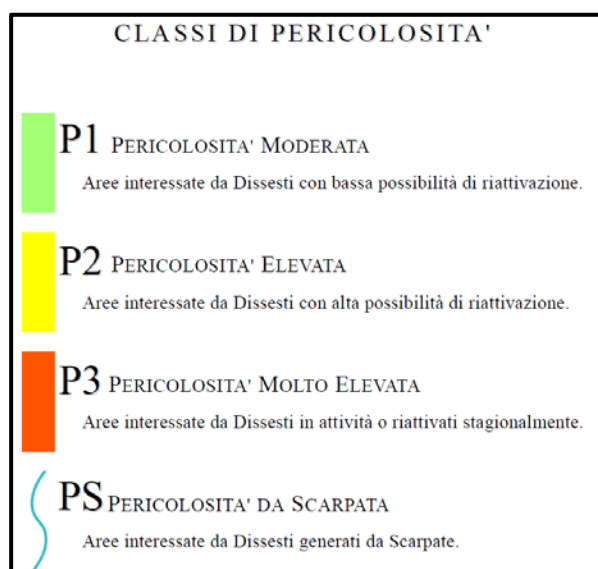 CLASSI DI PERICOLOSITA'
P1 PERICOLOSITA' MODERATA
Aree interessate da Dissesti con bassa possibilità di riattivazione.
P2 PERICOLOSITA' ELEVATA
Aree interessate da Dissesti con alta possibilità di riattivazione.
P3 PERICOLOSITA' MOLTO ELEVATA
Aree interessate da Dissesti in attività o riattivati stagionalmente.
PS PERICOLOSITA' DA SCARPATA
Aree interessate da Dissesti generati da Scarpate.